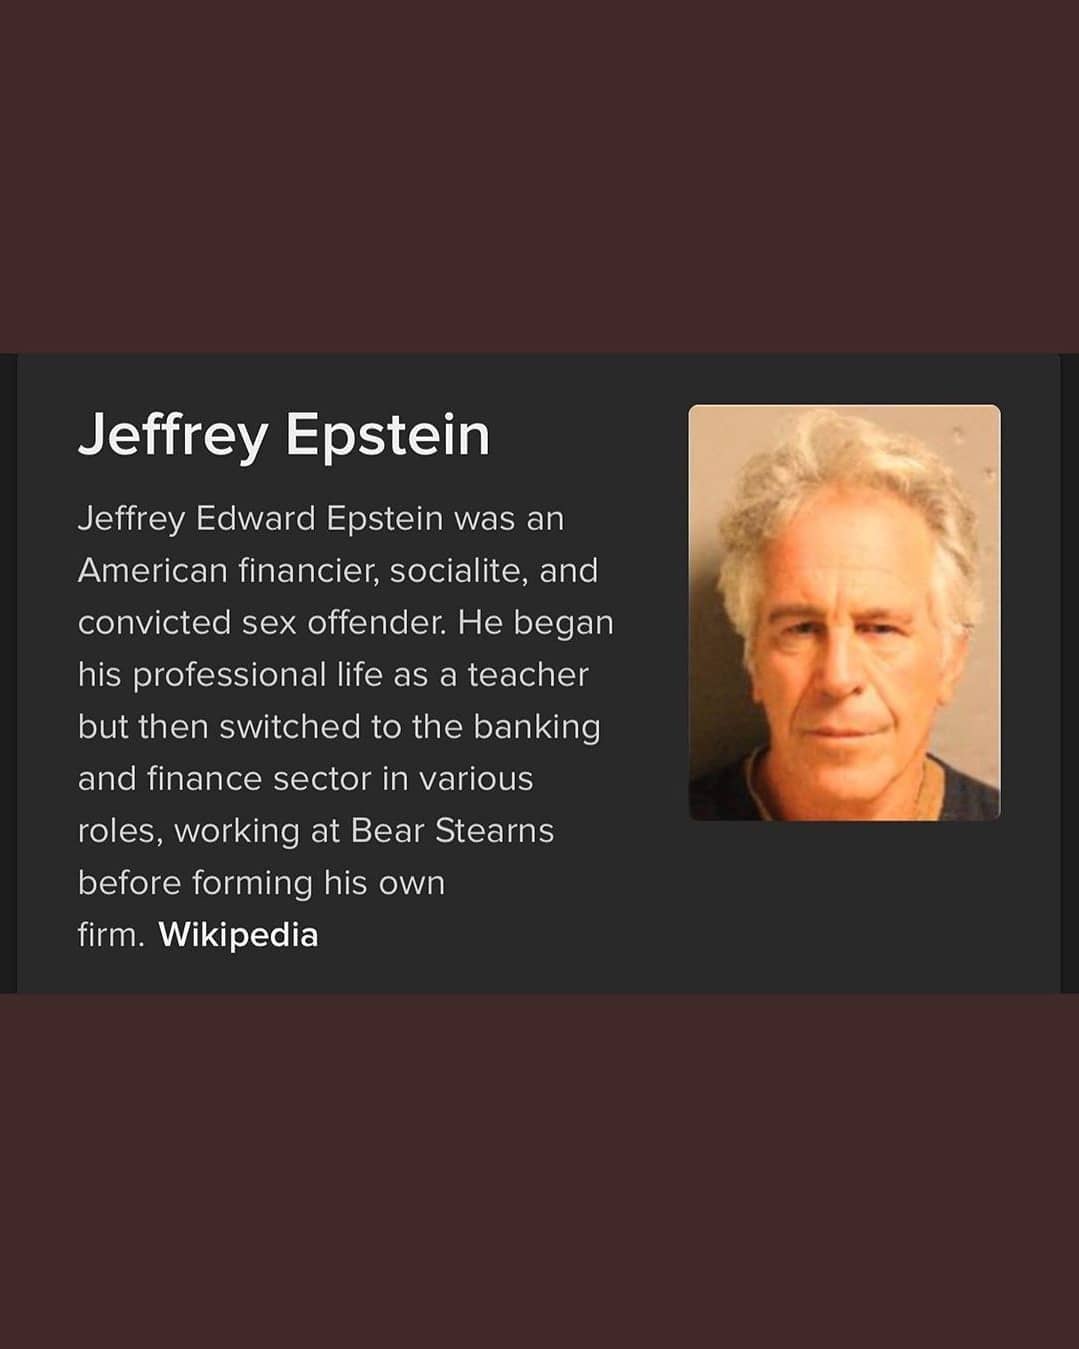 Jeffrey Epstein
Jeffrey Edward Epstein was an
American financier, socialite, and
convicted sex offender. He began
his professional life as a teacher
but then switched to the banking
and finance sector in various
roles, working at Bear Stearns
before forming his own
firm. Wikipedia